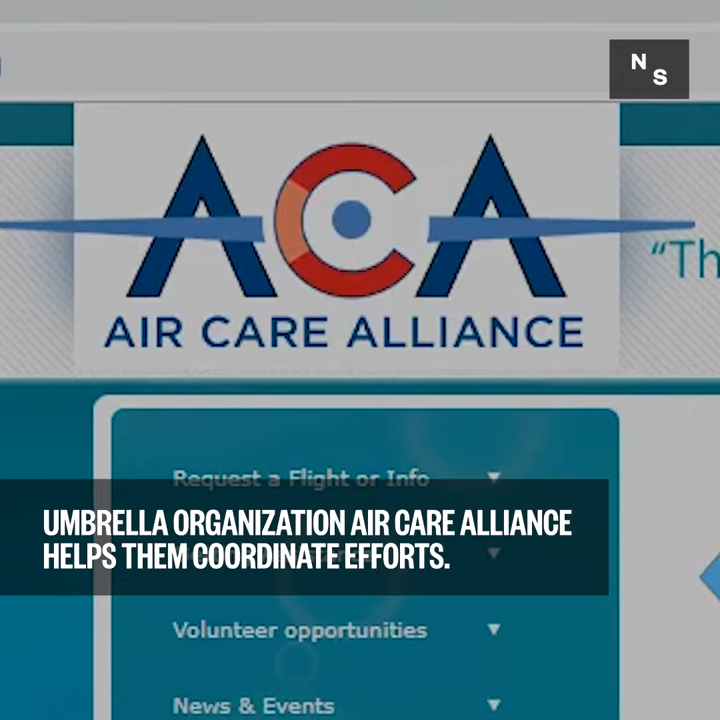 N
S
ACA
AIR CARE ALLIANCE
“Th
Request a Flight or Info
UMBRELLA ORGANIZATION AIR CARE ALLIANCE
HELPS THEM COORDINATE EFFORTS.
Volunteer opportunities
News & Events